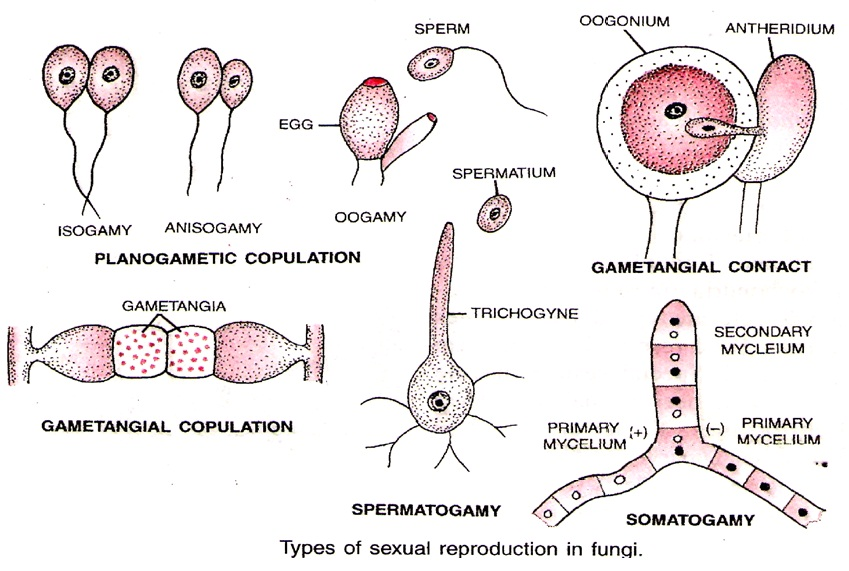 SPERM
OOGONIUM
ANTHERIDIUM
EGG
SPERMATIUM
ISOGAMY
ANISOGAMY
OOGAMY
PLANOGAMETIC COPULATION
GAMETANGIAL CONTACT
GAMETANGIA
TRICHOGYNE
SECONDARY
MYCLEIUM
GAMETANGIAL COPULATION
PRIMARY
MYCELIUM
(+)
(–)
PRIMARY
MYCELIUM
SPERMATOGAMY
SOMATOGAMY
Types of sexual reproduction in fungi.